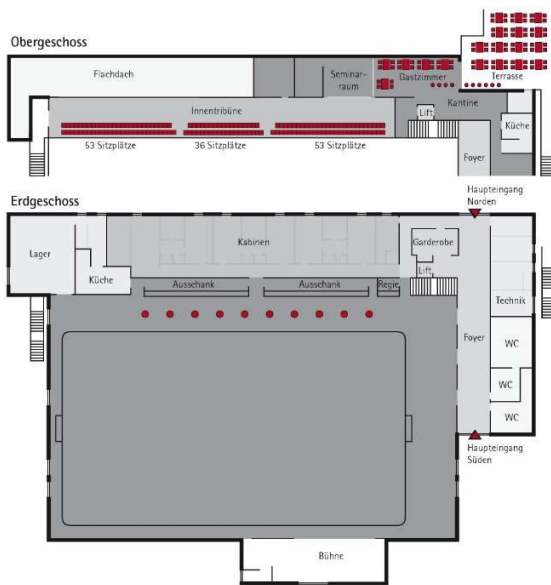 Obergeschoss
Flachdach
Seminar-
raum
Gastzimmer
Terrasse
Innentribüne
Kantine
Lift
Küche
53 Sitzplätze
36 Sitzplätze
53 Sitzplätze
Foyer
Erdgeschoss
Haupteingang
Norden
Lager
Kabinen
Garderobe
Küche
Lift
Ausschank
Ausschank
Regie
Technik
Foyer
WC
WC
WC
Haupteingang
Süden
Bühne